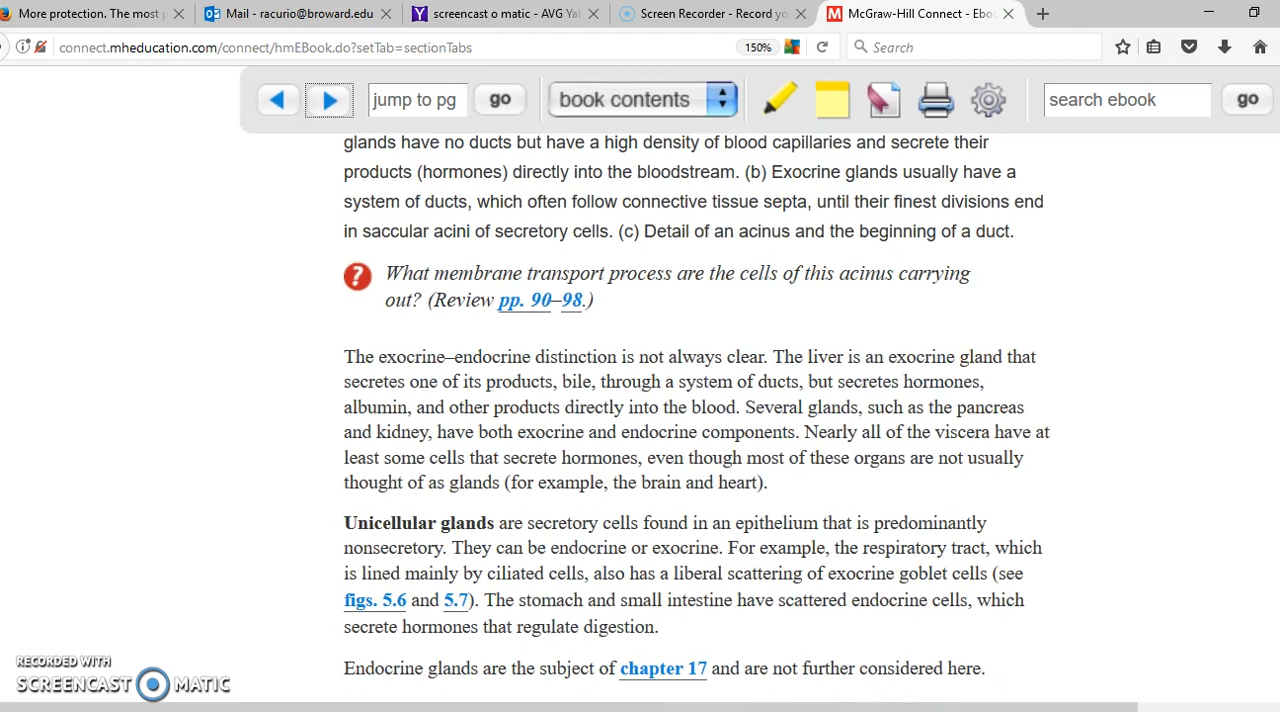 More protection. The most p
Mail - racurio@broward.edu
screencast o matic - AVG Ya
Screen Recorder - Record yo
McGraw-Hill Connect - Eboo
connect.mheducation.com/connect/hmEBook.do?setTab=sectionTabs
150%
Search
jump to pg
go
book contents
search ebook
go
glands have no ducts but have a high density of blood capillaries and secrete their
products (hormones) directly into the bloodstream. (b) Exocrine glands usually have a
system of ducts, which often follow connective tissue septa, until their finest divisions end
in saccular acini of secretory cells. (c) Detail of an acinus and the beginning of a duct.
? What membrane transport process are the cells of this acinus carrying
out? (Review pp. 90–98.)
The exocrine–endocrine distinction is not always clear. The liver is an exocrine gland that
secretes one of its products, bile, through a system of ducts, but secretes hormones,
albumin, and other products directly into the blood. Several glands, such as the pancreas
and kidney, have both exocrine and endocrine components. Nearly all of the viscera have at
least some cells that secrete hormones, even though most of these organs are not usually
thought of as glands (for example, the brain and heart).
Unicellular glands are secretory cells found in an epithelium that is predominantly
nonsecretory. They can be endocrine or exocrine. For example, the respiratory tract, which
is lined mainly by ciliated cells, also has a liberal scattering of exocrine goblet cells (see
figs. 5.6 and 5.7). The stomach and small intestine have scattered endocrine cells, which
secrete hormones that regulate digestion.
RECORDED WITH
SCREENCAST O MATIC
Endocrine glands are the subject of chapter 17 and are not further considered here.